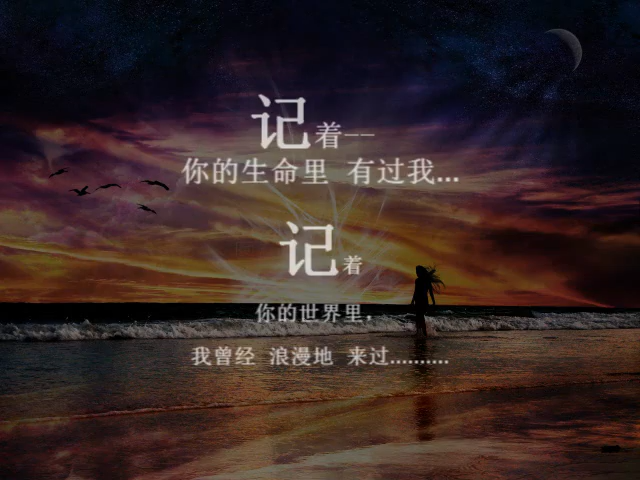 记着--
你的生命里 有过我...
记着
你的世界里，
我曾经 浪漫地 来过..........